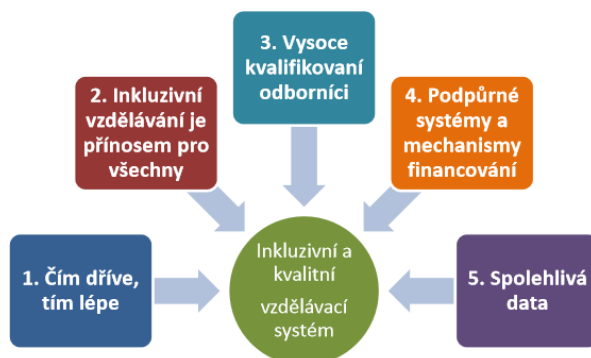 1. Čím dříve,
tím lépe
2. Inkluzivní
vzdělávání je
přínosem pro
všechny
3. Vysoce
kvalifikovaní
odborníci
4. Podpůrné
systémy a
mechanismy
financování
5. Spolehlivá
data
Inkluzivní a
kvalitní
vzdělávací
systém